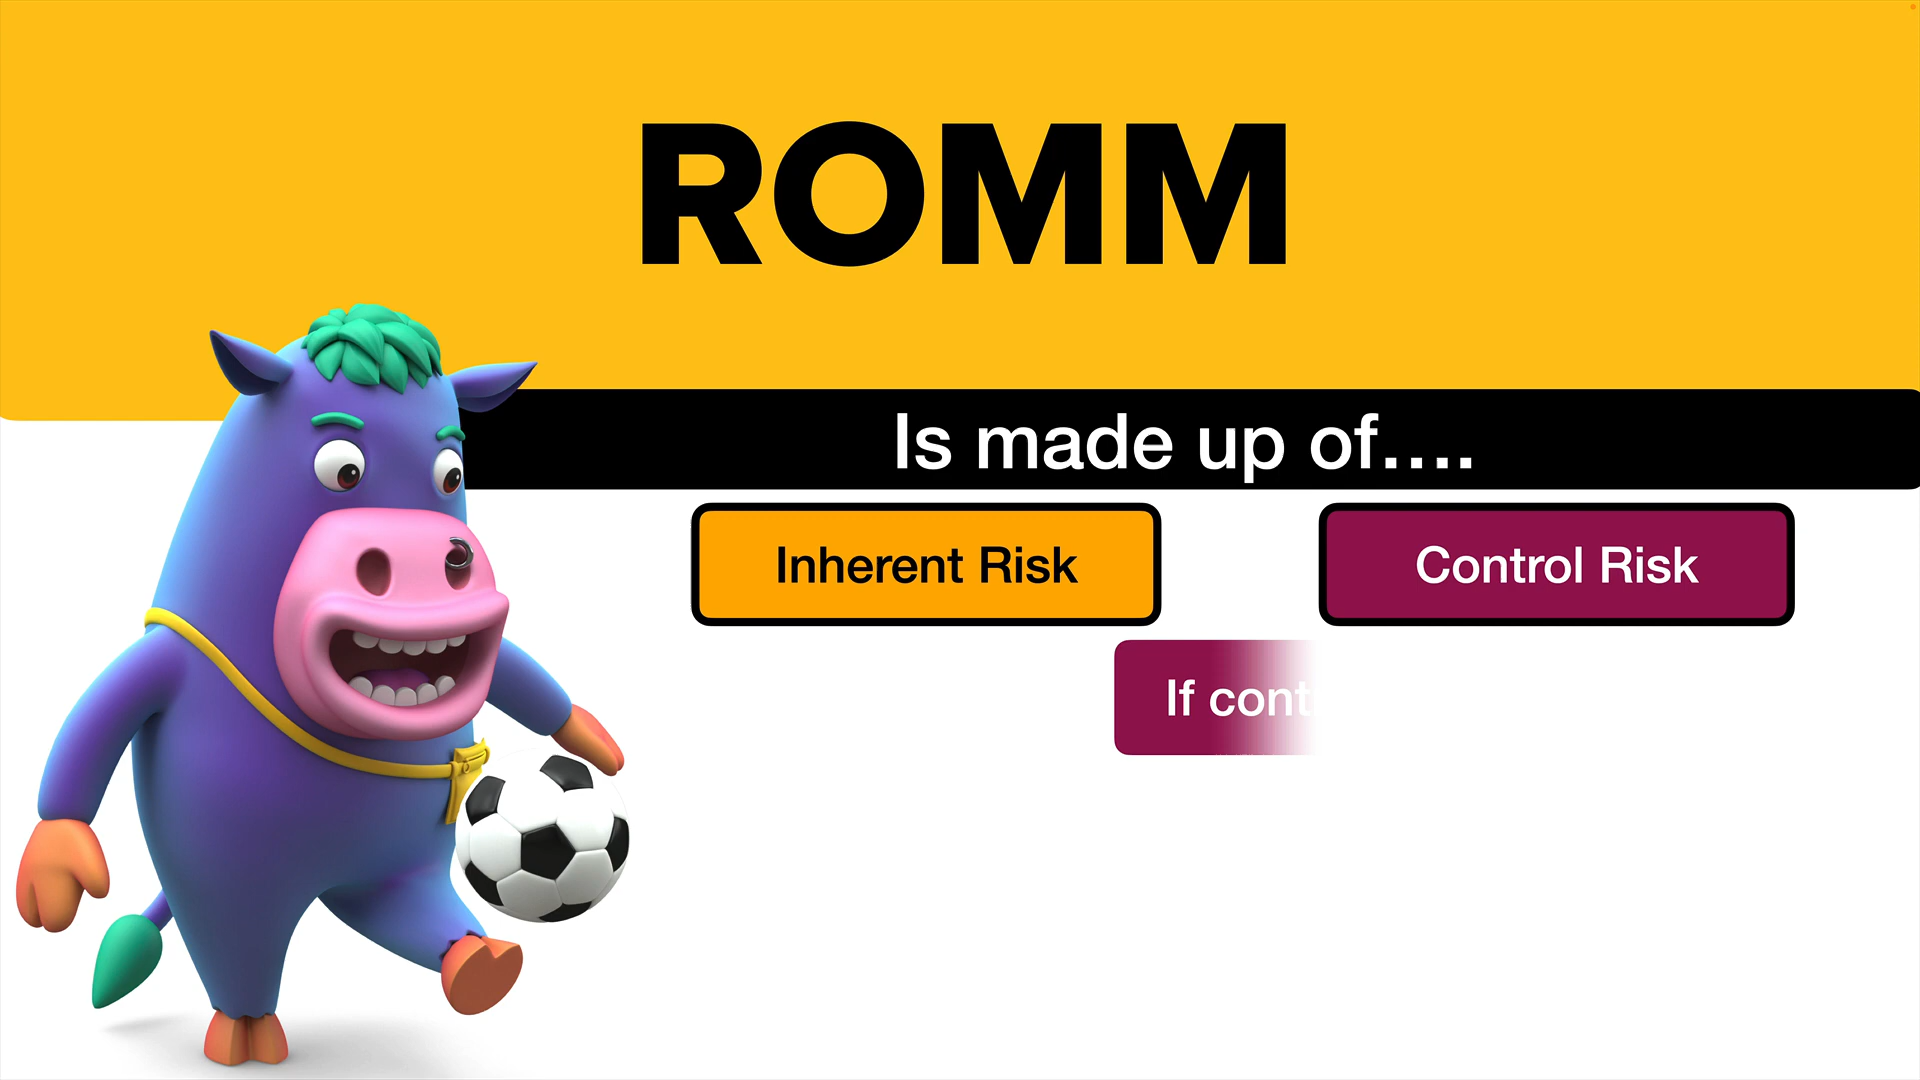 ROMM
Is made up of....
Inherent Risk
Control Risk
If cont